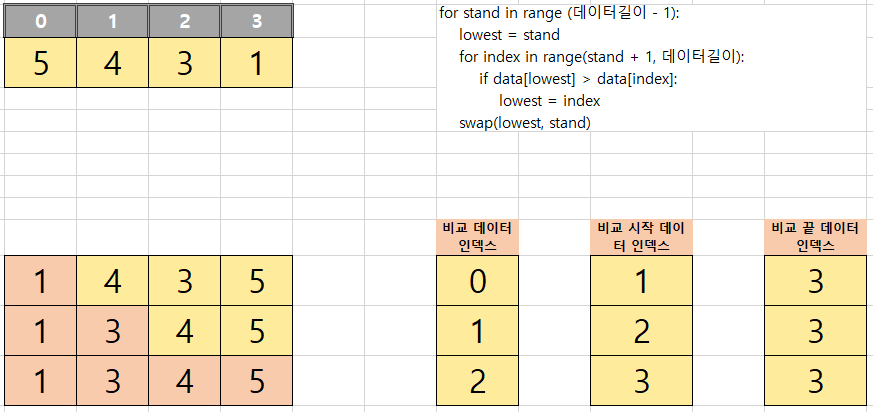 0 1 2 3
5 4 3 1
for stand in range (데이터길이 - 1):
lowest = stand
for index in range(stand + 1, 데이터길이):
if data[lowest] > data[index]:
lowest = index
swap(lowest, stand)
비교 데이터
인덱스
비교 시작 데이
터 인덱스
비교 끝 데이터
인덱스
1 4 3 5 0 1 3
1 3 4 5 1 2 3
1 3 4 5 2 3 3